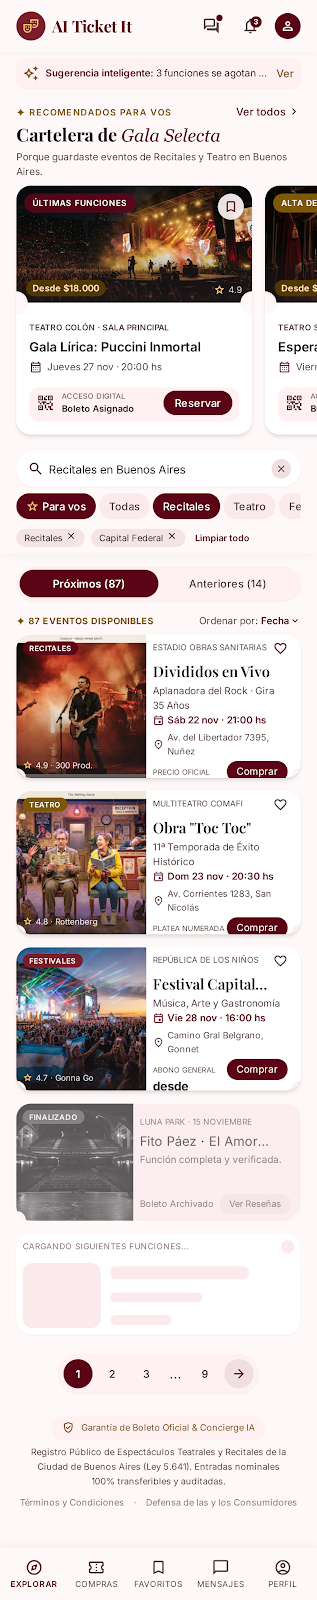 AI Ticket It
3
Sugerencia inteligente: 3 funciones se agotan ...
Ver
RECOMENDADOS PARA VOS
Ver todos
Cartelera de Gala Selecta
Porque guardaste eventos de Recitales y Teatro en Buenos
Aires.
ÚLTIMAS FUNCIONES
ALTA DE
Desde $18.000
4.9
Desde $
TEATRO COLÓN · SALA PRINCIPAL
TEATRO S
Gala Lírica: Puccini Inmortal
Espera
Jueves 27 nov · 20:00 hs
Viern
ACCESO DIGITAL
Boleto Asignado
Reservar
Recitales en Buenos Aires
Para vos
Todas
Recitales
Teatro
Fe
Recitales
Capital Federal
Limpiar todo
Próximos (87)
Anteriores (14)
87 EVENTOS DISPONIBLES
Ordenar por: Fecha
RECITALES
ESTADIO OBRAS SANITARIAS
Divididos en Vivo
Aplanadora del Rock · Gira
35 Años
Sáb 22 nov · 21:00 hs
Av. del Libertador 7395,
Nuñez
4.9 · 300 Prod.
PRECIO OFICIAL
Comprar
TEATRO
RECEPTION
MULTITEATRO COMAFI
Obra "Toc Toc"
11ª Temporada de Éxito
Histórico
Dom 23 nov · 20:30 hs
Av. Corrientes 1283, San
Nicolás
4.8 · Rottenberg
PLATEA NUMERADA
Comprar
FESTIVALES
REPÚBLICA DE LOS NIÑOS
Festival Capital...
Música, Arte y Gastronomía
Vie 28 nov · 16:00 hs
Camino Gral Belgrano,
Gonnet
4.7 · Gonna Go
ABONO GENERAL
Comprar
desde
FINALIZADO
LUNA PARK · 15 NOVIEMBRE
Fito Páez · El Amor...
Función completa y verificada.
Boleto Archivado
Ver Reseñas
CARGANDO SIGUIENTES FUNCIONES...
1
2
3
...
9
Garantía de Boleto Oficial & Concierge IA
Registro Público de Espectáculos Teatrales y Recitales de la
Ciudad de Buenos Aires (Ley 5.641). Entradas nominales
100% transferibles y auditadas.
Términos y Condiciones · Defensa de las y los Consumidores
EXPLORAR
COMPRAS
FAVORITOS
MENSAJES
PERFIL